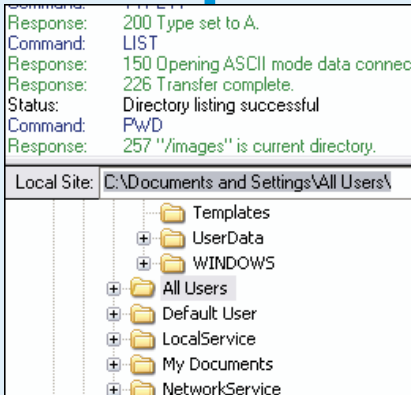 Response: 200 Type set to A.
Command: LIST
Response: 150 Opening ASCII mode data connec
Response: 226 Transfer complete.
Status: Directory listing successful
Command: PWD
Response: 257 "/images" is current directory.
Local Site: C:\Documents and Settings\All Users\
Templates
UserData
WINDOWS
All Users
Default User
LocalService
My Documents
NetworkService